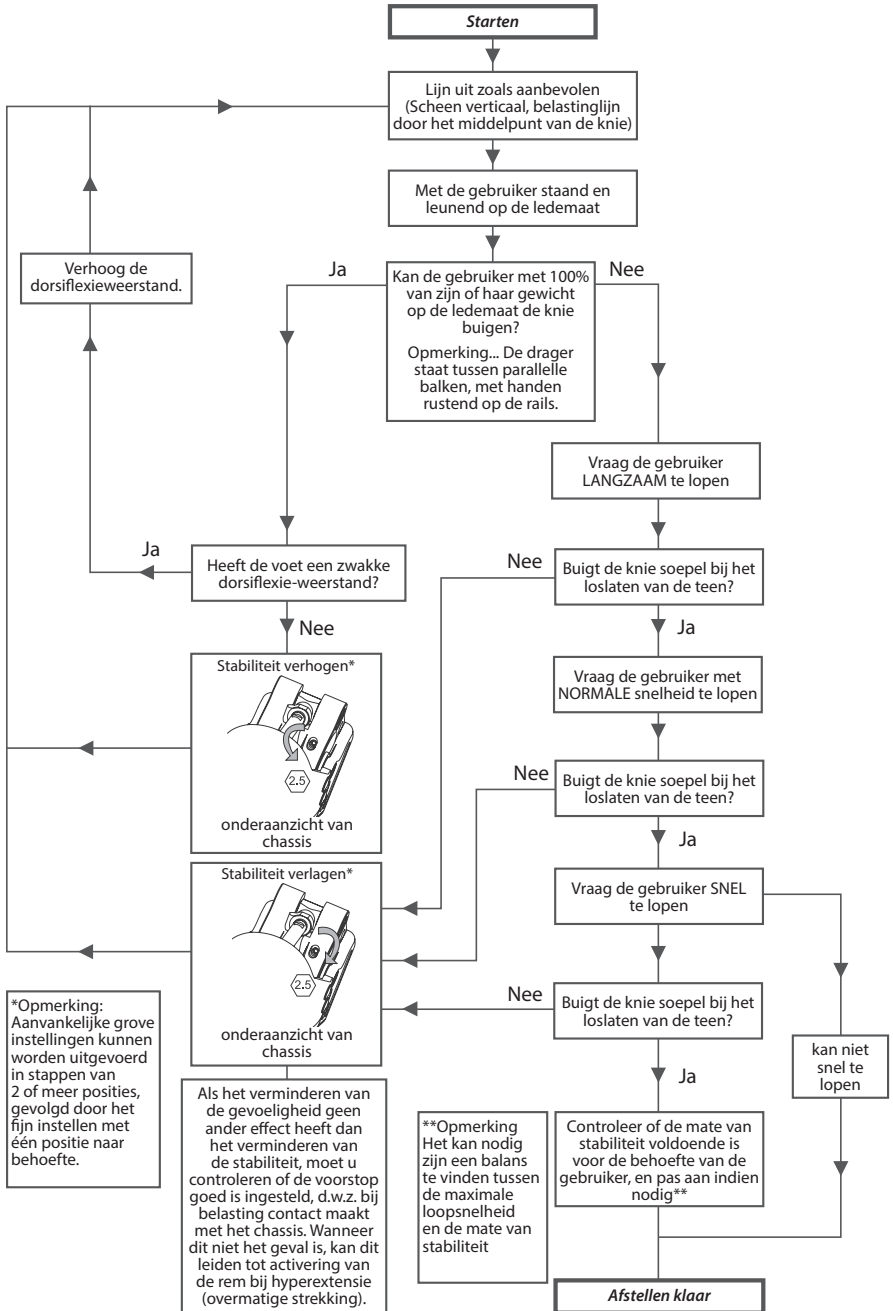 Starten
Lijn uit zoals aanbevolen
(Scheen verticaal, belastinglijn
door het middelpunt van de knie)
Met de gebruiker staand en
leunend op de ledemaat
Verhoog de
dorsiflexieweerstand.
Ja
Kan de gebruiker met 100%
van zijn of haar gewicht
op de ledemaat de knie
buigen?
Opmerking... De drager
staat tussen parallelle
balken, met handen
rustend op de rails.
Nee
Vraag de gebruiker
LANGZAAM te lopen
Ja
Heeft de voet een zwakke
dorsiflexie-weerstand?
Nee
Nee
Buigt de knie soepel bij het
loslaten van de teen?
Ja
Stabiliteit verhogen*
2.5
onderaanzicht van
chassis
Vraag de gebruiker met
NORMALE snelheid te lopen
Nee
Buigt de knie soepel bij het
loslaten van de teen?
Ja
Stabiliteit verlagen*
2.5
onderaanzicht van
chassis
Vraag de gebruiker SNEL
te lopen
Nee
Buigt de knie soepel bij het
loslaten van de teen?
Ja
kan niet
snel te
lopen
*Opmerking:
Aanvankelijke grove
instellingen kunnen
worden uitgevoerd
in stappen van
2 of meer posities,
gevolgd door het
fijn instellen met
één positie naar
behoefte.
Als het verminderen van
de gevoeligheid geen
ander effect heeft dan
het verminderen van
de stabiliteit, moet u
controleren of de voorstop
goed is ingesteld, d.w.z. bij
belasting contact maakt
met het chassis. Wanneer
dit niet het geval is, kan dit
leiden tot activering van
de rem bij hyperextensie
(overmatige strekking).
**Opmerking
Het kan nodig
zijn een balans
te vinden tussen
de maximale
loopsnelheid
en de mate van
stabiliteit
Controleer of de mate van
stabiliteit voldoende is
voor de behoefte van de
gebruiker, en pas aan indien
nodig**
Afstellen klaar